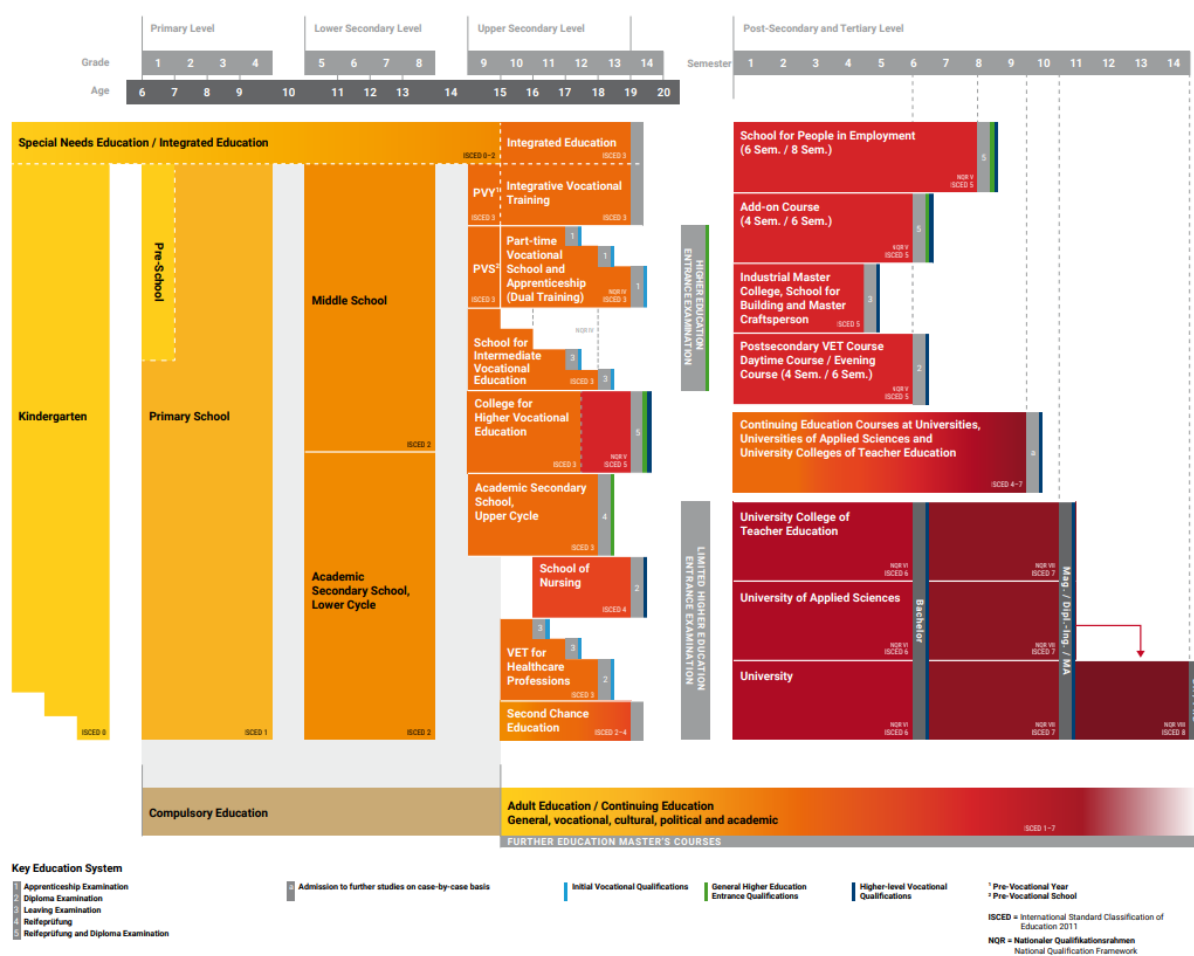 Primary Level
Lower Secondary Level
Upper Secondary Level
Post-Secondary and Tertiary Level
Grade
1 2 3 4
5 6 7 8
9 10 11 12 13 14
Semester
1 2 3 4 5 6 7 8 9 10 11 12 13 14
Age
6 7 8 9 10 11 12 13 14 15 16 17 18 19 20
Special Needs Education / Integrated Education
ISCED 0–2
Integrated Education
ISCED 3
PVY¹
ISCED 3
Integrative Vocational
Training
ISCED 3
Pre-School
Kindergarten
ISCED 0
Primary School
ISCED 1
Middle School
ISCED 2
Academic
Secondary School,
Lower Cycle
ISCED 2
PVS²
ISCED 3
Part-time
Vocational
School and
Apprenticeship
(Dual Training)
NQR IV
ISCED 3
1
1
1
NQR IV
School for
Intermediate
Vocational
Education
ISCED 3
3
3
College for
Higher Vocational
Education
ISCED 3
NQR V
ISCED 5
5
Academic Secondary
School,
Upper Cycle
ISCED 3
4
School of
Nursing
ISCED 4
2
VET for
Healthcare
Professions
ISCED 3
3
3
2
Second Chance
Education
ISCED 2–4
HIGHER EDUCATION
ENTRANCE EXAMINATION
LIMITED HIGHER EDUCATION
ENTRANCE EXAMINATION
School for People in Employment
(6 Sem. / 8 Sem.)
NQR V
ISCED 5
5
Add-on Course
(4 Sem. / 6 Sem.)
NQR V
ISCED 5
5
Industrial Master
College, School for
Building and Master
Craftsperson
ISCED 5
3
Postsecondary VET Course
Daytime Course / Evening
Course (4 Sem. / 6 Sem.)
NQR V
ISCED 5
2
Continuing Education Courses at Universities,
Universities of Applied Sciences and
University Colleges of Teacher Education
ISCED 4–7
a
University College of
Teacher Education
NQR VI
ISCED 6
NQR VII
ISCED 7
University of Applied Sciences
NQR VI
ISCED 6
NQR VII
ISCED 7
University
NQR VI
ISCED 6
NQR VII
ISCED 7
NQR VIII
ISCED 8
Bachelor
Mag. / Dipl.-Ing. / MA
Compulsory Education
Adult Education / Continuing Education
General, vocational, cultural, political and academic
ISCED 1–7
FURTHER EDUCATION MASTER'S COURSES
Key Education System
1 Apprenticeship Examination
2 Diploma Examination
3 Leaving Examination
4 Reifeprüfung
5 Reifeprüfung and Diploma Examination
a Admission to further studies on case-by-case basis
Initial Vocational Qualifications
General Higher Education
Entrance Qualifications
Higher-level Vocational
Qualifications
¹ Pre-Vocational Year
² Pre-Vocational School
ISCED = International Standard Classification of
Education 2011
NQR = Nationaler Qualifikationsrahmen
National Qualification Framework